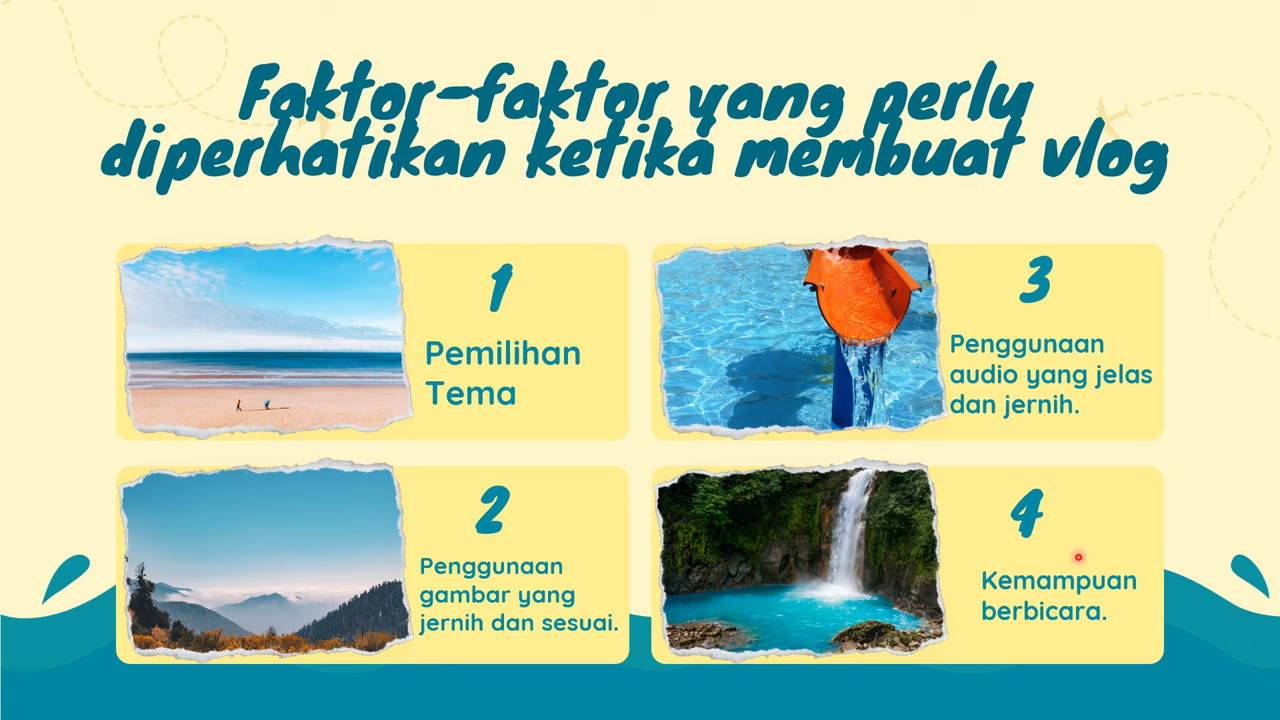 Faktor-faktor yang perlu
diperhatikan ketika membuat vlog
1
Pemilihan
Tema
2
Penggunaan
gambar yang
jernih dan sesuai.
3
Penggunaan
audio yang jelas
dan jernih.
4
Kemampuan
berbicara.